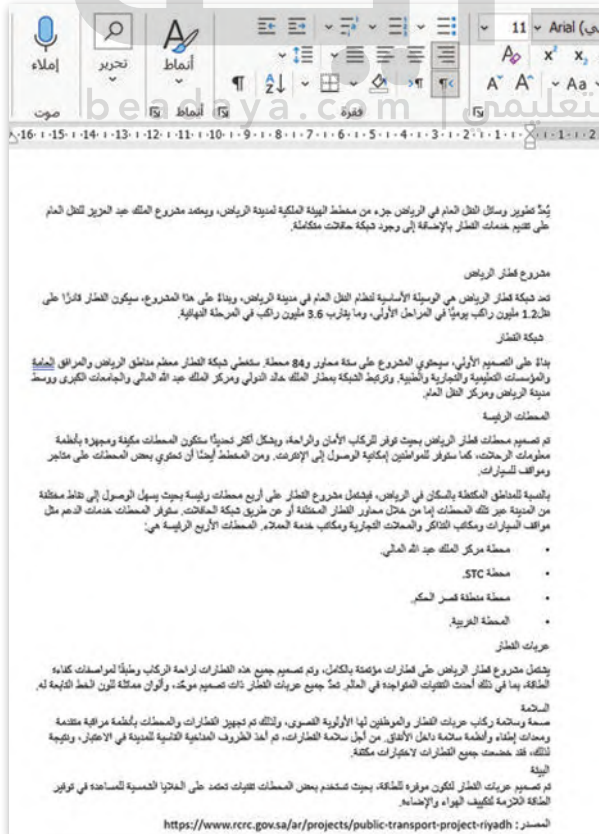 Arial (
11
إملاء
تحرير
أنماط
صوت
أنماط
فقرة
beadaya.com
يُعدّ تطوير وسائل النقل العام في الرياض جزء من مخطط الهيئة الملكية لمدينة الرياض، ويعتمد مشروع الملك عبد العزيز للنقل العام
على تقديم خدمات القطار بالإضافة إلى وجود شبكة حافلات متكاملة.
مشروع قطار الرياض
تعد شبكة قطار الرياض هي الوسيلة الأساسية لنظام النقل العام في مدينة الرياض، وبناءً على هذا المشروع، سيكون القطار قادرًا على
نقل1.2 مليون راكب يوميًا في المراحل الأولى، وما يقارب 3.6 مليون راكب في المرحلة النهائية.
شبكة القطار
بناءً على التصميم الأولي، سيحتوي المشروع على ستة محاور و84 محطة. ستغطي شبكة القطار معظم مناطق الرياض والمرافق العامة
والمؤسسات التعليمية والتجارية والطبية. وترتبط الشبكة بمطار الملك خالد الدولي ومركز الملك عبد الله المالي والجامعات الكبرى ووسط
مدينة الرياض ومركز النقل العام.
المحطات الرئيسة
تم تصميم محطات قطار الرياض بحيث توفر للركاب الأمان والراحة، وبشكل أكثر تحديدًا ستكون المحطات مكيفة ومجهزه بأنظمة
معلومات الرحلات، كما ستوفر للمواطنين إمكانية الوصول إلى الإنترنت. ومن المخطط أيضًا أن تحتوي بعض المحطات على متاجر
ومواقف للسيارات.
بالنسبة للمناطق المكتظة بالسكان في الرياض، فيشتمل مشروع القطار على أربع محطات رئيسة بحيث يسهل الوصول إلى نقاط مختلفة
من المدينة عبر تلك المحطات إما من خلال محاور القطار المختلفة أو عن طريق شبكة الحافلات. ستوفر المحطات خدمات الدعم مثل
مواقف السيارات ومكاتب التذاكر والمحلات التجارية ومكاتب خدمة العملاء. المحطات الأربع الرئيسة هي:
• محطة مركز الملك عبد الله المالي.
• محطة STC.
• محطة منطقة قصر الحكم.
• المحطة الغربية.
عربات القطار
يشتمل مشروع قطار الرياض على قطارات مؤتمتة بالكامل، وتم تصميم جميع هذه القطارات لراحة الركاب وطبقًا لمواصفات كفاءة
الطاقة، بما في ذلك أحدث التقنيات المتواجدة في العالم. تعدّ جميع عربات القطار ذات تصميم موحّد، وألوان مماثلة للون الخط التابعة له.
السلامة
صحة وسلامة ركاب عربات القطار والموظفين لها الأولوية القصوى، ولذلك تم تجهيز القطارات والمحطات بأنظمة مراقبة متقدمة
ومعدات إطفاء وأنظمة سلامة داخل الأنفاق. من أجل سلامة القطارات، تم أخذ الظروف المناخية القاسية للمدينة في الاعتبار، ونتيجة
لذلك، فقد خضعت جميع القطارات لاختبارات مكثفة.
البيئة
تم تصميم عربات القطار لتكون موفرة للطاقة، بحيث تستخدم بعض المحطات تقنيات تعتمد على الخلايا الشمسية للمساعدة في توفير
الطاقة اللازمة لتكييف الهواء والإضاءة.
المصدر : https://www.rcrc.gov.sa/ar/projects/public-transport-project-riyadh